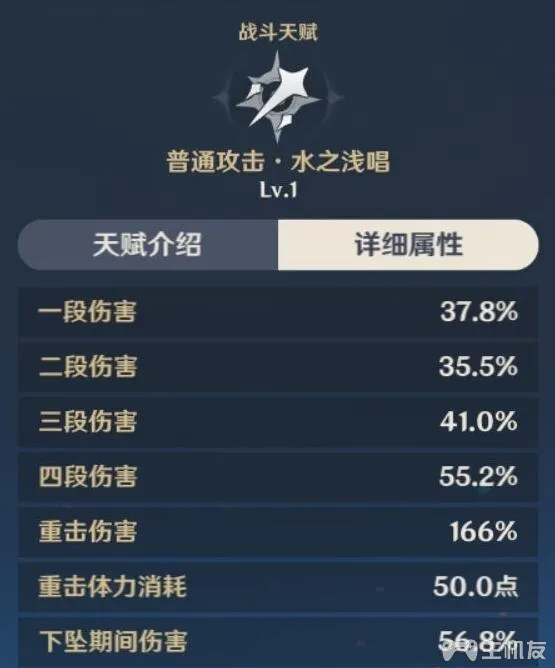 战斗天赋
普通攻击·水之浅唱
Lv.1
天赋介绍 详细属性
一段伤害 37.8%
二段伤害 35.5%
三段伤害 41.0%
四段伤害 55.2%
重击伤害 166%
重击体力消耗 50.0点
下坠期间伤害 56.8%
主机友